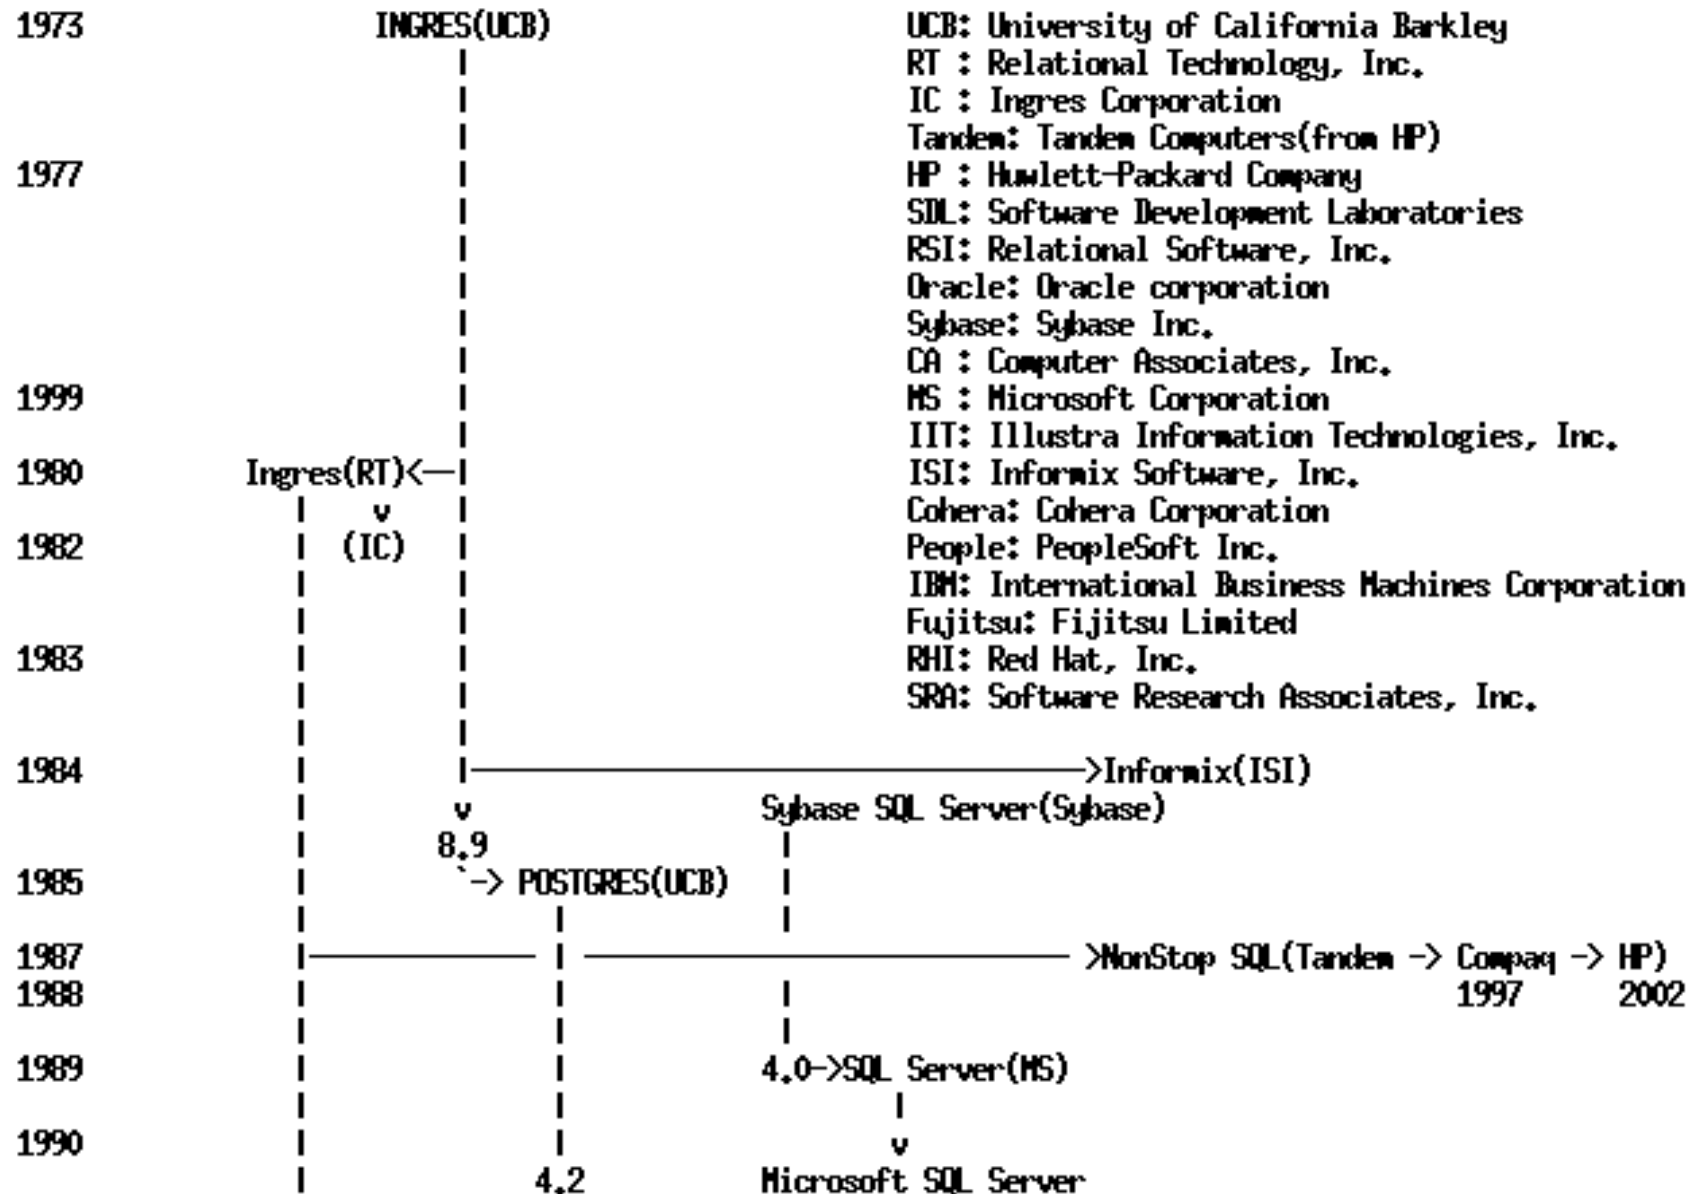 1973 INGRES(UCB) UCB: University of California Barkley
RT : Relational Technology, Inc.
IC : Ingres Corporation
Tandem: Tandem Computers(from HP)
1977 HP : Huwlett-Packard Company
SDL: Software Development Laboratories
RSI: Relational Software, Inc.
Oracle: Oracle corporation
Sybase: Sybase Inc.
CA : Computer Associates, Inc.
1999 MS : Microsoft Corporation
IIT: Illustra Information Technologies, Inc.
1980 Ingres(RT)<— ISI: Informix Software, Inc.
v Cohera: Cohera Corporation
1982 (IC) People: PeopleSoft Inc.
IBM: International Business Machines Corporation
Fujitsu: Fijitsu Limited
1983 RHI: Red Hat, Inc.
SRA: Software Research Associates, Inc.
1984 >Informix(ISI)
v Sybase SQL Server(Sybase)
8.9
1985 `-> POSTGRES(UCB)
1987 >NonStop SQL(Tandem -> Compaq -> HP)
1988 1997 2002
1989 4.0->SQL Server(MS)
1990 v
4.2 Microsoft SQL Server